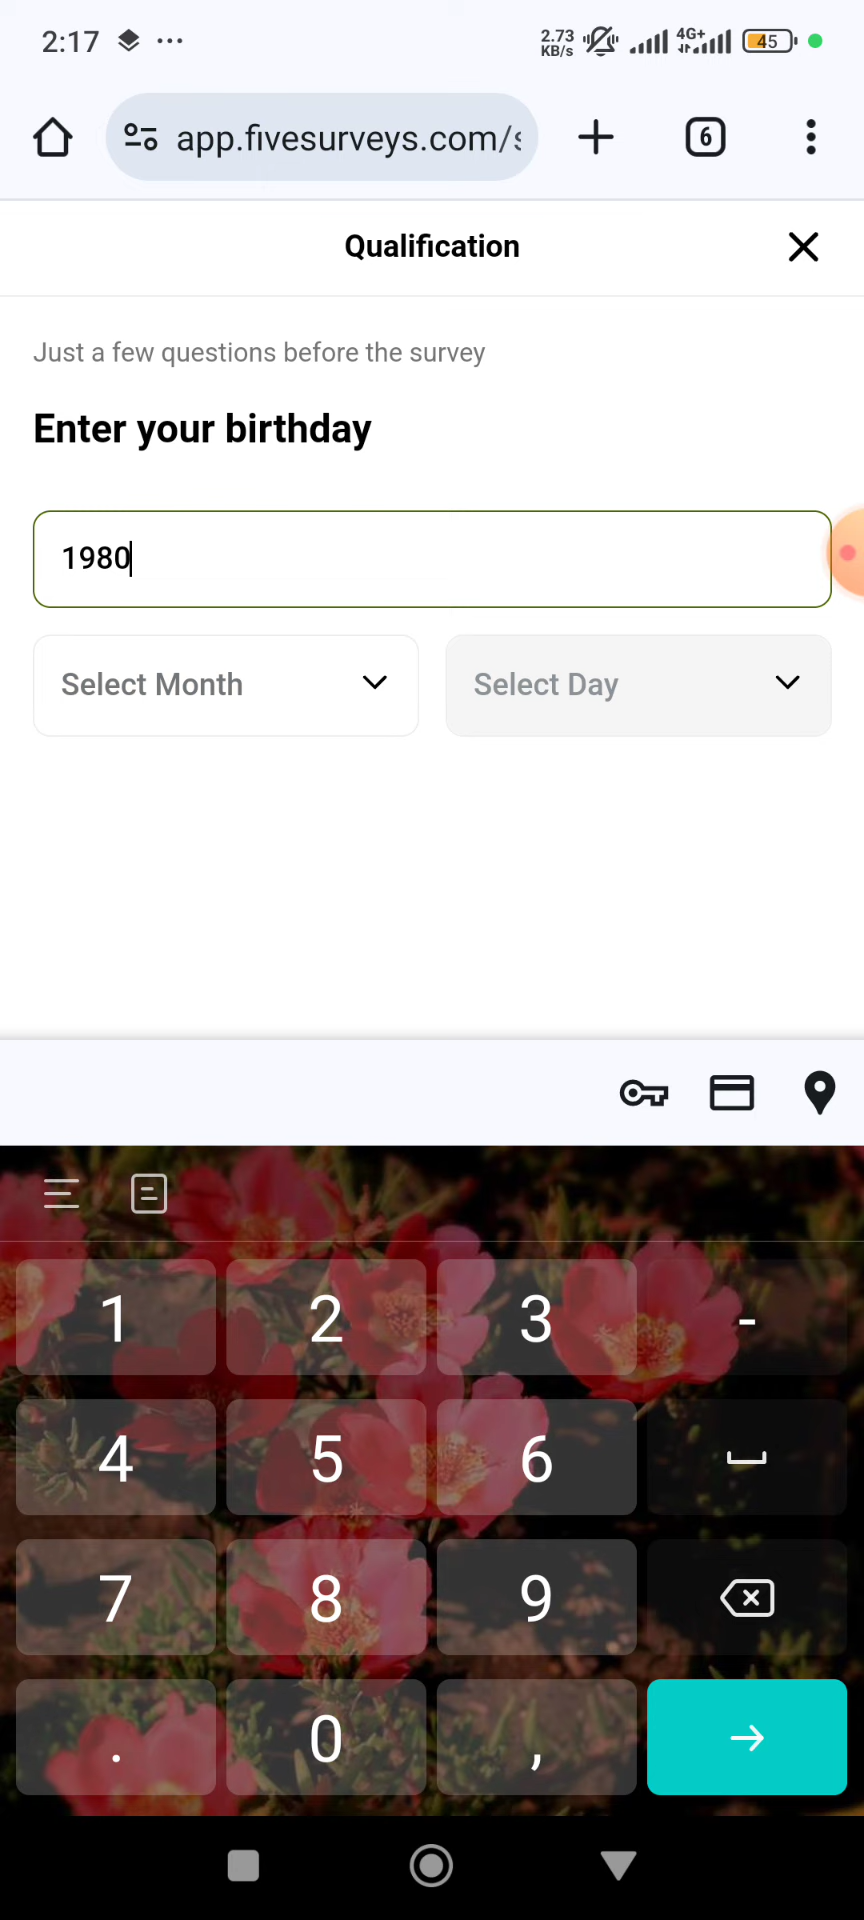 2:17
2.73 KB/s
4G+
45
app.fivesurveys.com/s
6
Qualification
Just a few questions before the survey
Enter your birthday
1980
Select Month
Select Day
1 2 3 -
4 5 6
7 8 9
. 0 ,